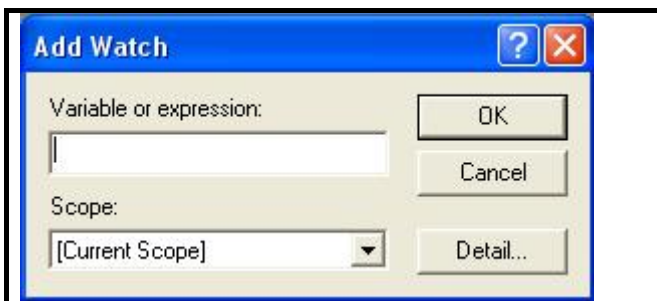 Add Watch
Variable or expression:
OK
Cancel
Scope:
[Current Scope]
Detail...